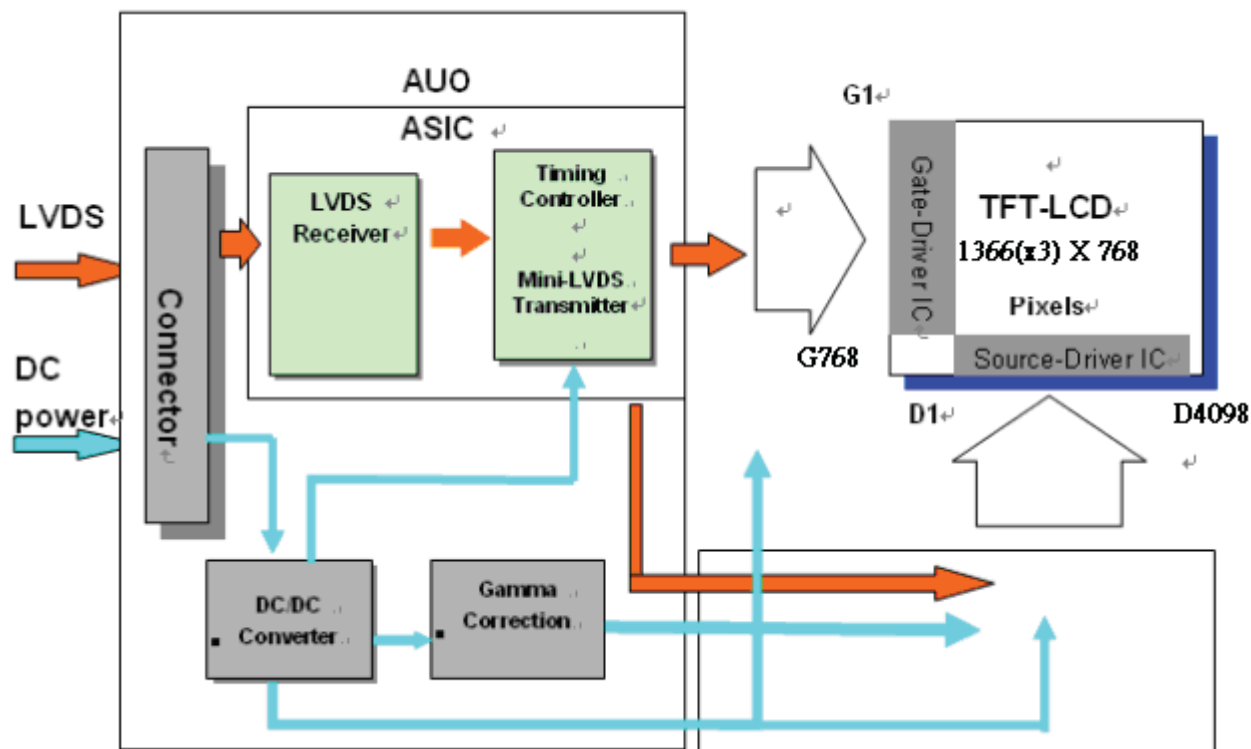 AUO
ASIC
LVDS
DC
power
Connector
LVDS
Receiver
Timing
Controller
Mini-LVDS
Transmitter
DC/DC
Converter
Gamma
Correction
G1
G768
Gate-Driver IC
TFT-LCD
1366(x3) X 768
Pixels
Source-Driver IC
D1
D4098